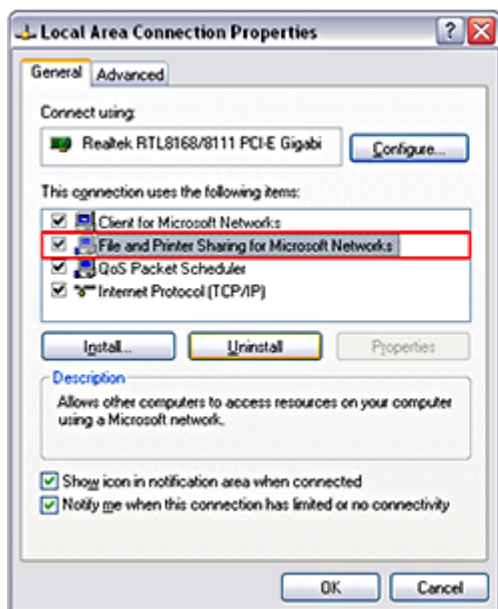 Local Area Connection Properties
General Advanced
Connect using:
Realtek RTL8168/8111 PCI-E Gigabi Configure...
This connection uses the following items:
Client for Microsoft Networks
File and Printer Sharing for Microsoft Networks
QoS Packet Scheduler
Internet Protocol (TCP/IP)
Install... Uninstall Properties
Description
Allows other computers to access resources on your computer
using a Microsoft network.
Show icon in notification area when connected
Notify me when this connection has limited or no connectivity
OK Cancel